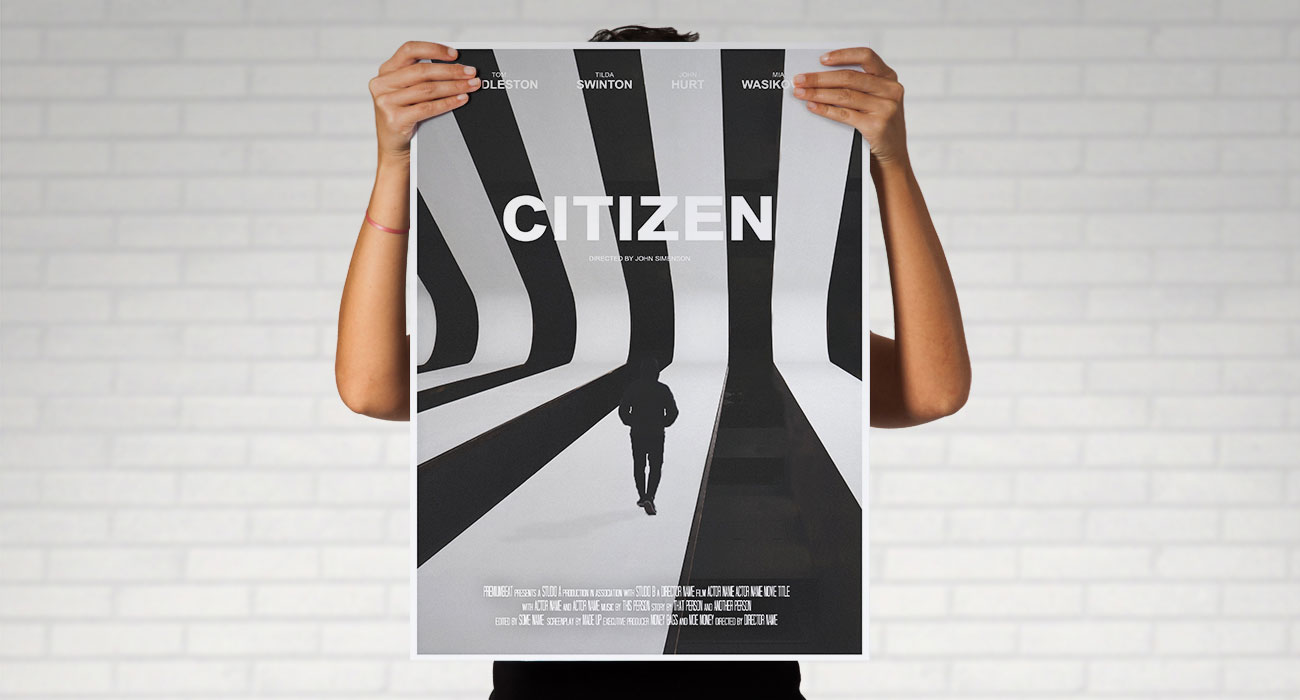 TOM TILDA JOHN MIA
DLESTON SWINTON HURT WASIKOW
CITIZEN
DIRECTED BY JOHN SIMENSON
PREMIUMBEAT PRESENTS A STUDIO A PRODUCTION IN ASSOCIATION WITH STUDIO B A DIRECTOR NAME FILM ACTOR NAME ACTOR NAME MOVIE TITLE
WITH ACTOR NAME AND ACTOR NAME MUSIC BY THIS PERSON STORY BY THAT PERSON AND ANOTHER PERSON
EDITED BY SOME NAME SCREENPLAY BY MADE UP EXECUTIVE PRODUCER MONEY BAGS AND MOE MONEY DIRECTED BY DIRECTOR NAME